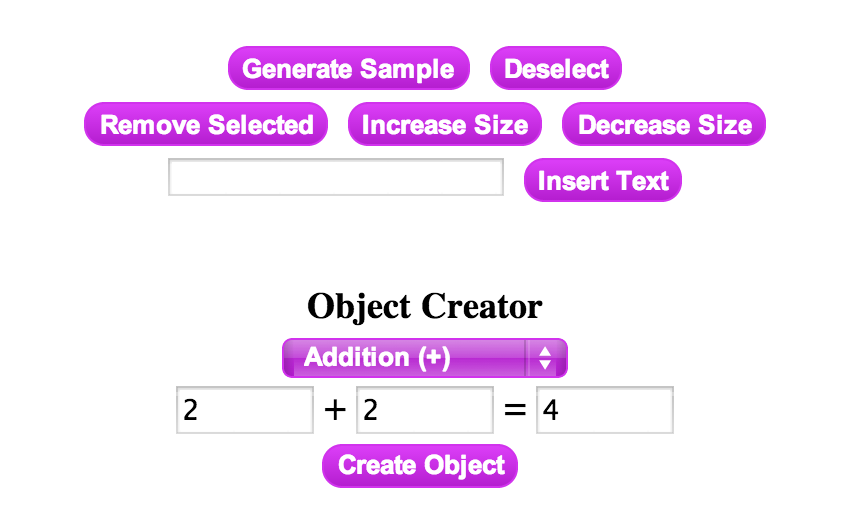 Generate Sample Deselect
Remove Selected Increase Size Decrease Size
Insert Text
Object Creator
Addition (+)
2 + 2 = 4
Create Object